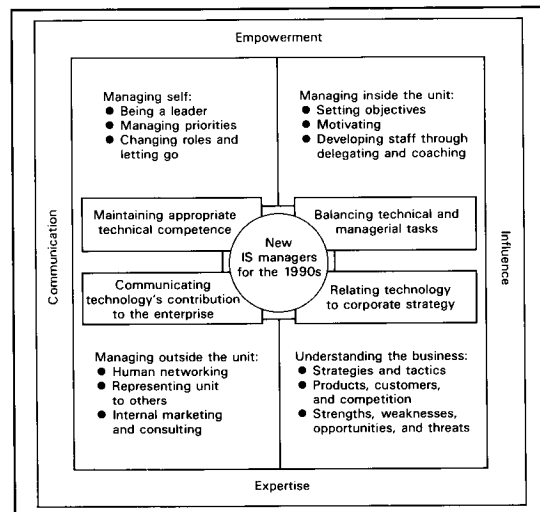 Empowerment
Managing self:
● Being a leader
● Managing priorities
● Changing roles and
letting go
Managing inside the unit:
● Setting objectives
● Motivating
● Developing staff through
delegating and coaching
Communication
Maintaining appropriate
technical competence
Balancing technical and
managerial tasks
New
IS managers
for the 1990s
Influence
Communicating
technology's contribution
to the enterprise
Relating technology
to corporate strategy
Managing outside the unit:
● Human networking
● Representing unit
to others
● Internal marketing
and consulting
Understanding the business:
● Strategies and tactics
● Products, customers,
and competition
● Strengths, weaknesses,
opportunities, and threats
Expertise